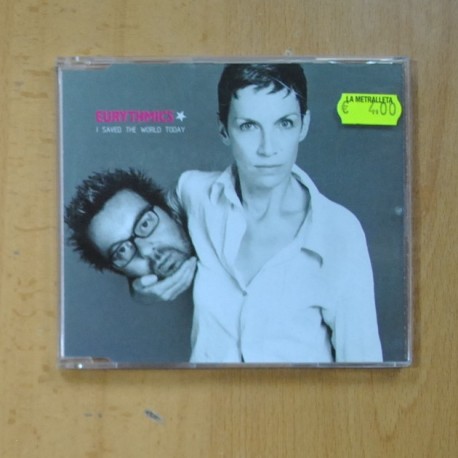 EURYTHMICS
I SAVED THE WORLD TODAY
LA METRALLETA
€ 4,00